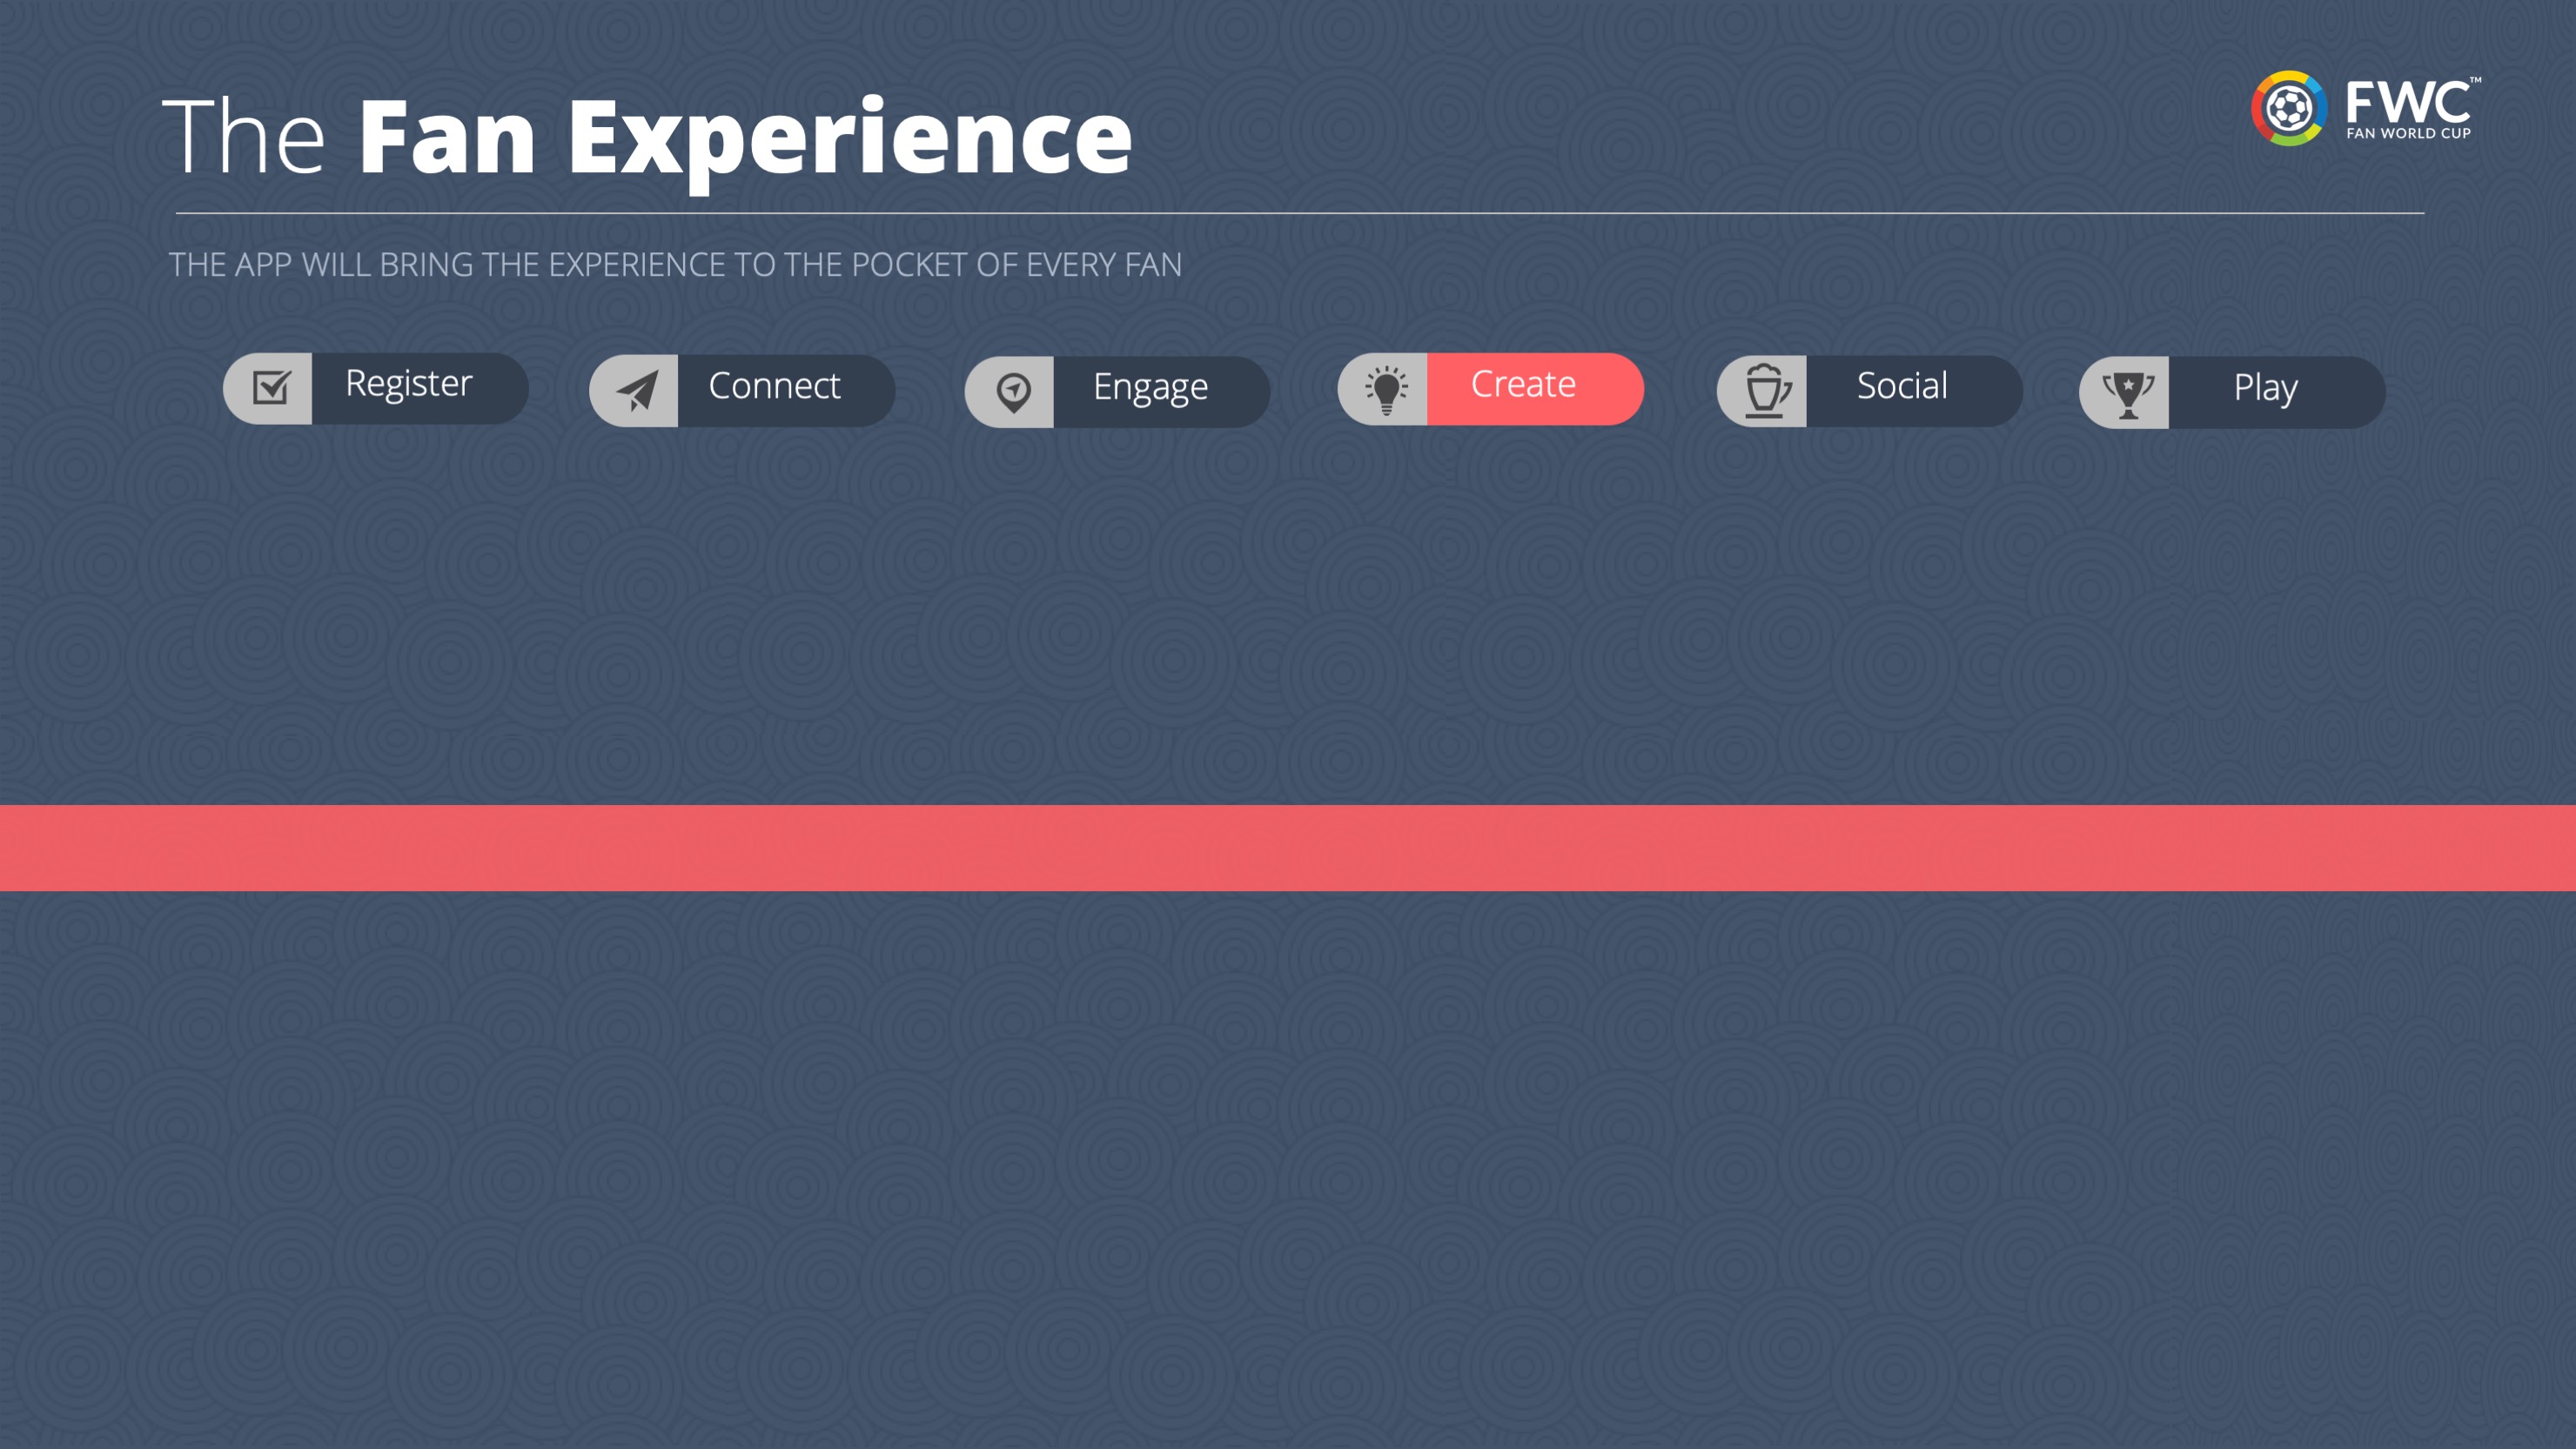 The Fan Experience
FWC™
FAN WORLD CUP
THE APP WILL BRING THE EXPERIENCE TO THE POCKET OF EVERY FAN
Register
Connect
Engage
Create
Social
Play